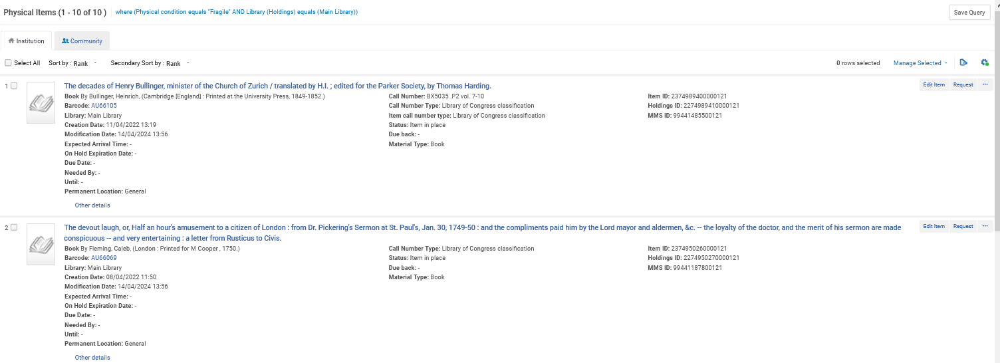 Physical Items (1 - 10 of 10 ) where (Physical condition equals "Fragile" AND Library (Holdings) equals (Main Library))
Save Query
Institution Community
Select All Sort by : Rank Secondary Sort by : Rank 0 rows selected Manage Selected
1 The decades of Henry Bullinger, minister of the Church of Zurich / translated by H.I. ; edited for the Parker Society, by Thomas Harding. Edit Item Request ...
Book By Bullinger, Heinrich, (Cambridge [England] : Printed at the University Press, 1849-1852.) Call Number: BX5035 .P2 vol. 7-10 Item ID: 2374989400000121
Barcode: AU66105 Call Number Type: Library of Congress classification Holdings ID: 2274989410000121
Library: Main Library Item call number type: Library of Congress classification MMS ID: 99441485500121
Creation Date: 11/04/2022 13:19 Status: Item in place
Modification Date: 14/04/2024 13:56 Due back: -
Expected Arrival Time: - Material Type: Book
On Hold Expiration Date: -
Due Date: -
Needed By: -
Until: -
Permanent Location: General
Other details
2 The devout laugh, or, Half an hour's amusement to a citizen of London : from Dr. Pickering's Sermon at St. Paul's, Jan. 30, 1749-50 : and the compliments paid him by the Lord mayor and aldermen, &c. -- the loyalty of the doctor, and the merit of his sermon are made Edit Item Request ...
conspicuous -- and very entertaining : a letter from Rusticus to Civis.
Book By Fleming, Caleb, (London : Printed for M Cooper , 1750.) Call Number Type: Library of Congress classification Item ID: 2374950260000121
Barcode: AU66069 Status: Item in place Holdings ID: 2274950270000121
Library: Main Library Due back: - MMS ID: 99441187800121
Creation Date: 08/04/2022 11:50 Material Type: Book
Modification Date: 14/04/2024 13:56
Expected Arrival Time: -
On Hold Expiration Date: -
Due Date: -
Needed By: -
Until: -
Permanent Location: General
Other details